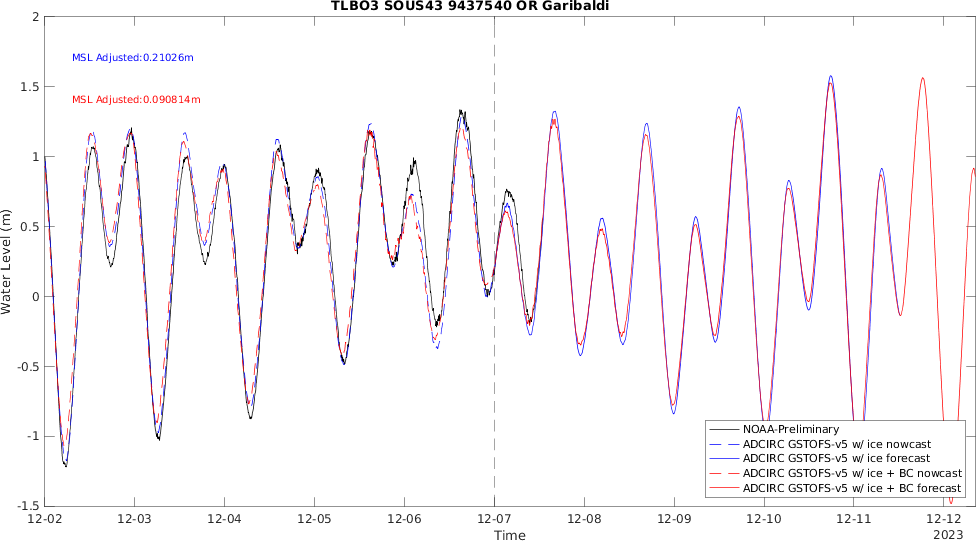 TLBO3 SOUS43 9437540 OR Garibaldi
2
MSL Adjusted:0.21026m
1.5
MSL Adjusted:0.090814m
1
0.5
Water Level (m)
0
-0.5
-1
NOAA-Preliminary
ADCIRC GSTOFS-v5 w/ ice nowcast
ADCIRC GSTOFS-v5 w/ ice forecast
ADCIRC GSTOFS-v5 w/ ice + BC nowcast
ADCIRC GSTOFS-v5 w/ ice + BC forecast
-1.5
12-02 12-03 12-04 12-05 12-06 12-07 12-08 12-09 12-10 12-11 12-12
Time 2023